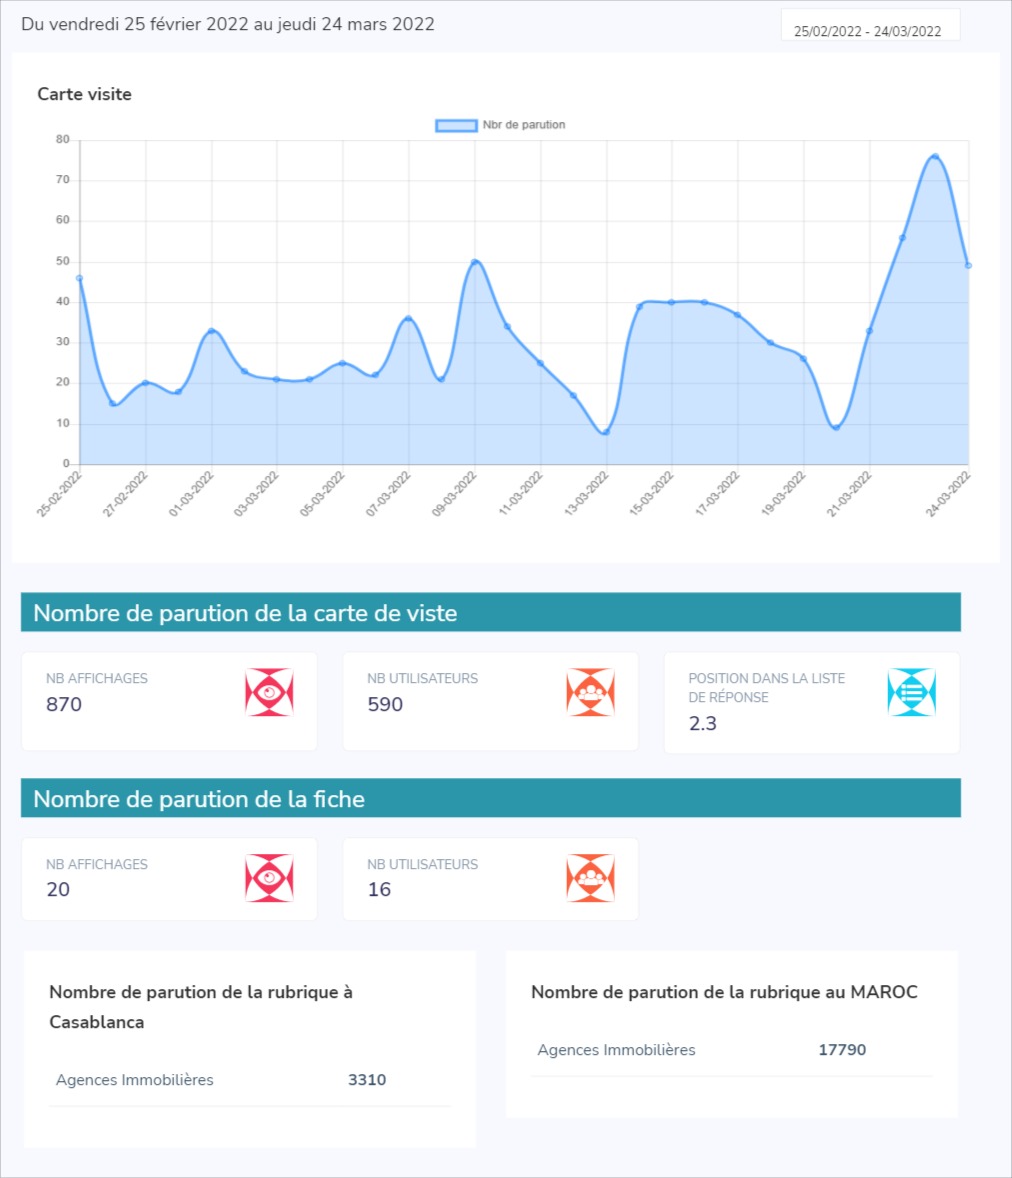 Du vendredi 25 février 2022 au jeudi 24 mars 2022
25/02/2022 - 24/03/2022
Carte visite
Nbr de parution
80
70
60
50
40
30
20
10
0
25-02-2022
27-02-2022
01-03-2022
03-03-2022
05-03-2022
07-03-2022
09-03-2022
11-03-2022
13-03-2022
15-03-2022
17-03-2022
19-03-2022
21-03-2022
24-03-2022
Nombre de parution de la carte de viste
NB AFFICHAGES
870
NB UTILISATEURS
590
POSITION DANS LA LISTE
DE RÉPONSE
2.3
Nombre de parution de la fiche
NB AFFICHAGES
20
NB UTILISATEURS
16
Nombre de parution de la rubrique à
Casablanca
Agences Immobilières 3310
Nombre de parution de la rubrique au MAROC
Agences Immobilières 17790